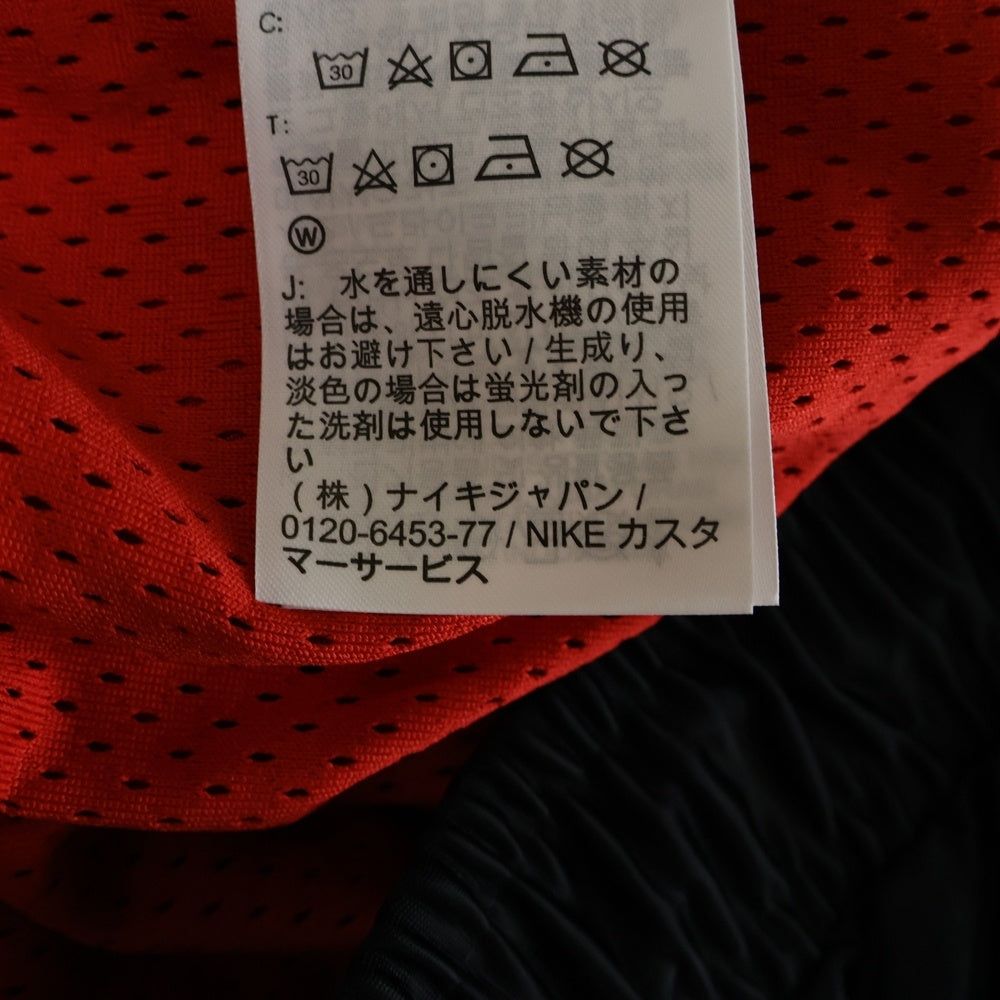 C:
30
T:
30
W
J: 水を通しにくい素材の
場合は、遠心脱水機の使用
はお避け下さい / 生成り、
淡色の場合は蛍光剤の入っ
た洗剤は使用しないで下さ
い
( 株 ) ナイキジャパン /
0120-6453-77 / NIKE カスタ
マーサービス